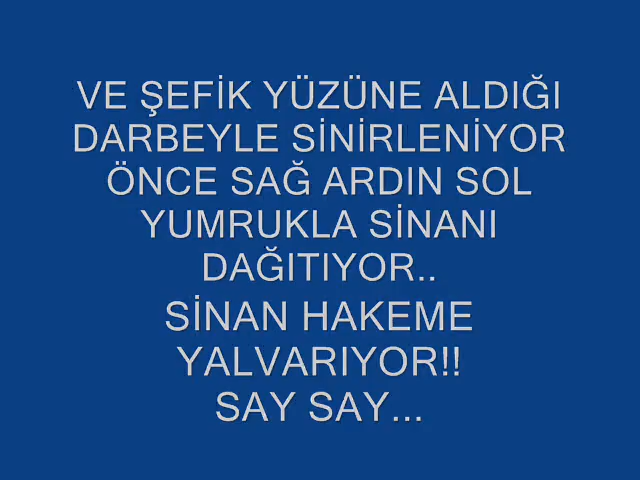 VE ŞEFİK YÜZÜNE ALDIĞI
DARBEYLE SİNİRLENİYOR
ÖNCE SAĞ ARDIN SOL
YUMRUKLA SİNANI
DAĞITIYOR..
SİNAN HAKEME
YALVARIYOR!!
SAY SAY...